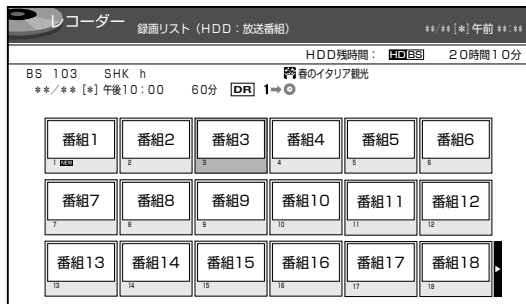 レコーダー 録画リスト（HDD：放送番組） **/**[*]午前**:**
HDD残時間： HD BS 20時間10分
BS 103 SHK h 春のイタリア観光
**/**[*]午後10:00 60分 DR 1➡
番組1 番組2 番組3 番組4 番組5 番組6
1 NEW 2 3 4 5 6
番組7 番組8 番組9 番組10 番組11 番組12
7 8 9 10 11 12
番組13 番組14 番組15 番組16 番組17 番組18
13 14 15 16 17 18